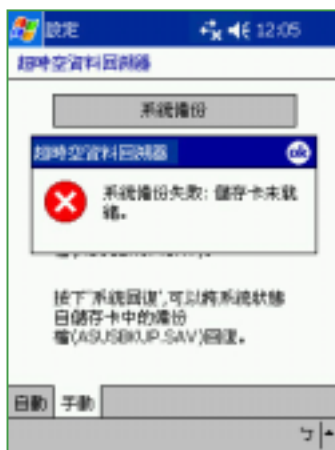 設定 12:05
超時空資料回溯器
系統備份
超時空資料回溯器 ok
系統備份失敗: 儲存卡未就
緒。
按下'系統回復',可以將系統狀態
自儲存卡中的備份
檔(ASUSBKUP.SAV)回復。
自動 手動
ㄅ